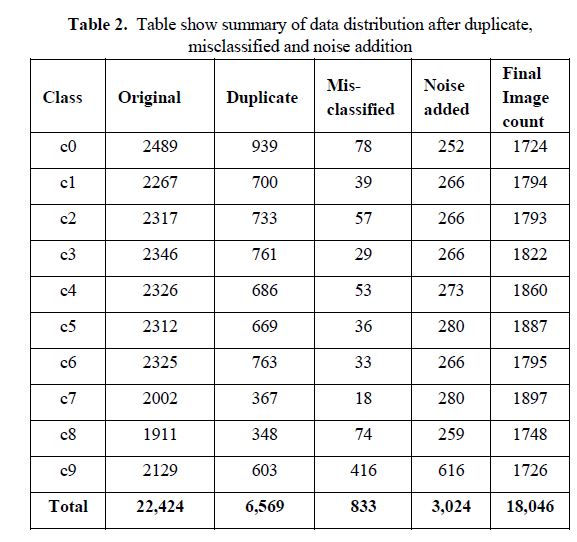 Table 2. Table show summary of data distribution after duplicate,
misclassified and noise addition
Class Original Duplicate Mis-classified Noise added Final Image count
c0 2489 939 78 252 1724
c1 2267 700 39 266 1794
c2 2317 733 57 266 1793
c3 2346 761 29 266 1822
c4 2326 686 53 273 1860
c5 2312 669 36 280 1887
c6 2325 763 33 266 1795
c7 2002 367 18 280 1897
c8 1911 348 74 259 1748
c9 2129 603 416 616 1726
Total 22,424 6,569 833 3,024 18,046